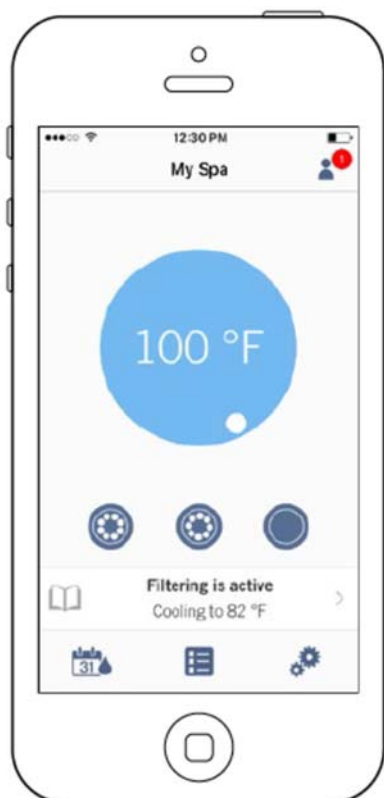 12:30 PM
My Spa
1
100 °F
Filtering is active
Cooling to 82 °F
31